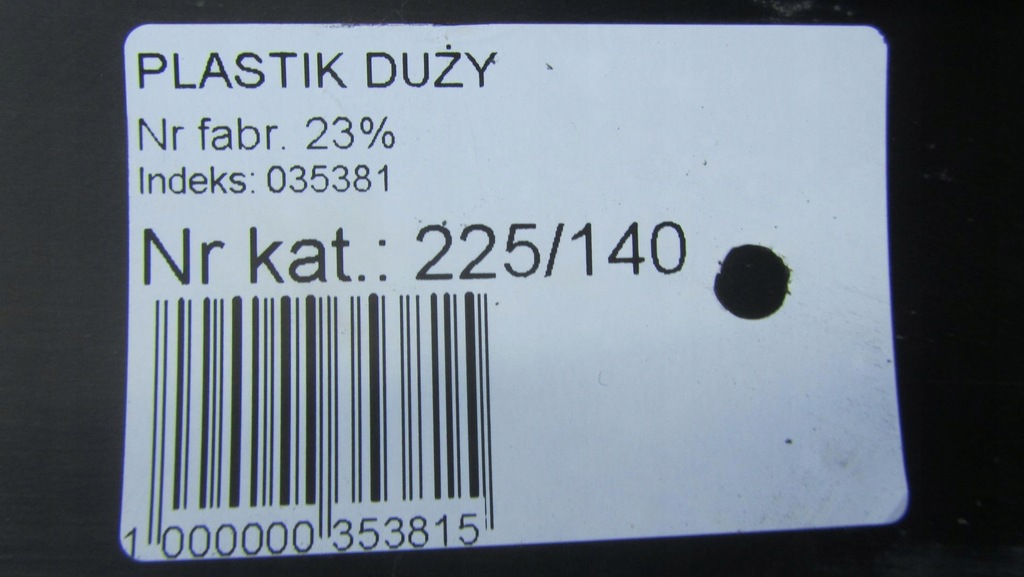 PLASTIK DUŻY
Nr fabr. 23%
Indeks: 035381
Nr kat.: 225/140
1 000000 353815